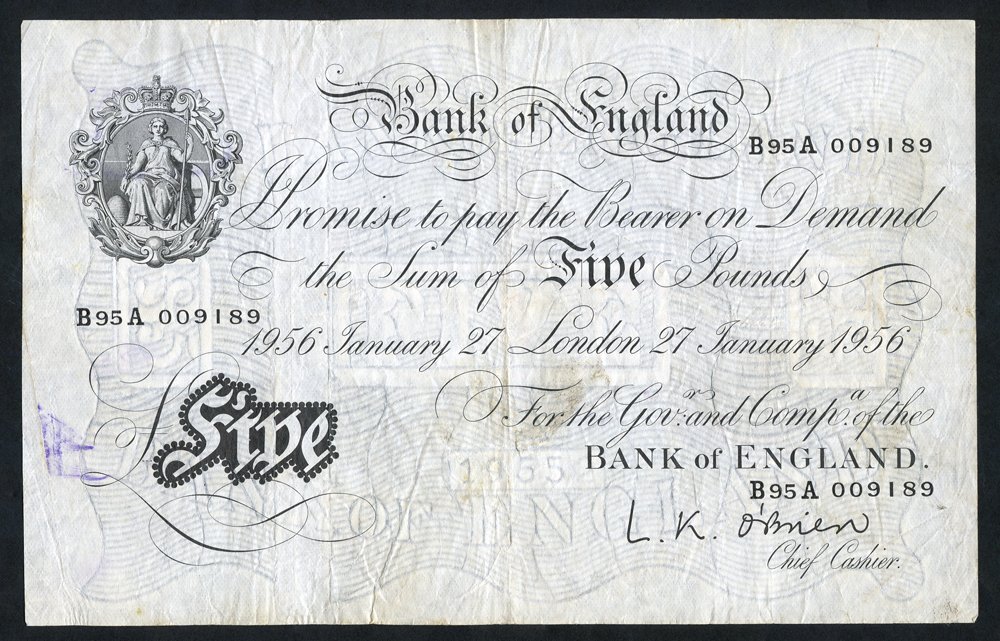 Bank of England
B95A 009189
I Promise to pay the Bearer on Demand
the Sum of Five Pounds
B95A 009189
1956 January 27 London 27 January 1956
For the Govr. and Compa. of the
Five
BANK of ENGLAND.
B95A 009189
L. K. O'Brien
Chief Cashier.
1955